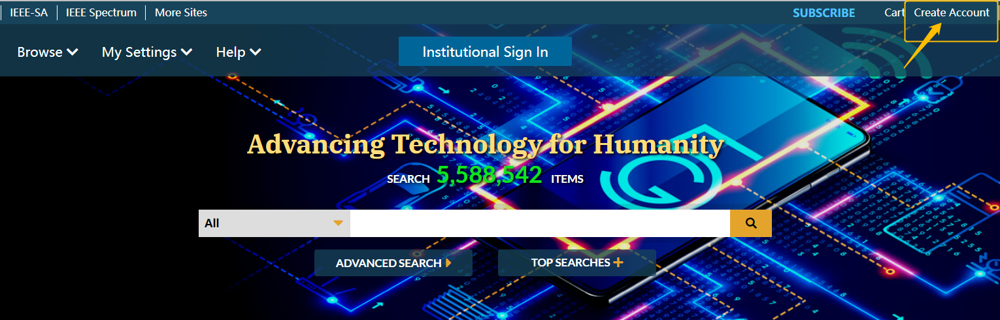 IEEE-SA IEEE Spectrum More Sites SUBSCRIBE Cart Create Account
Browse My Settings Help Institutional Sign In
Advancing Technology for Humanity
SEARCH 5,588,542 ITEMS
All
ADVANCED SEARCH TOP SEARCHES